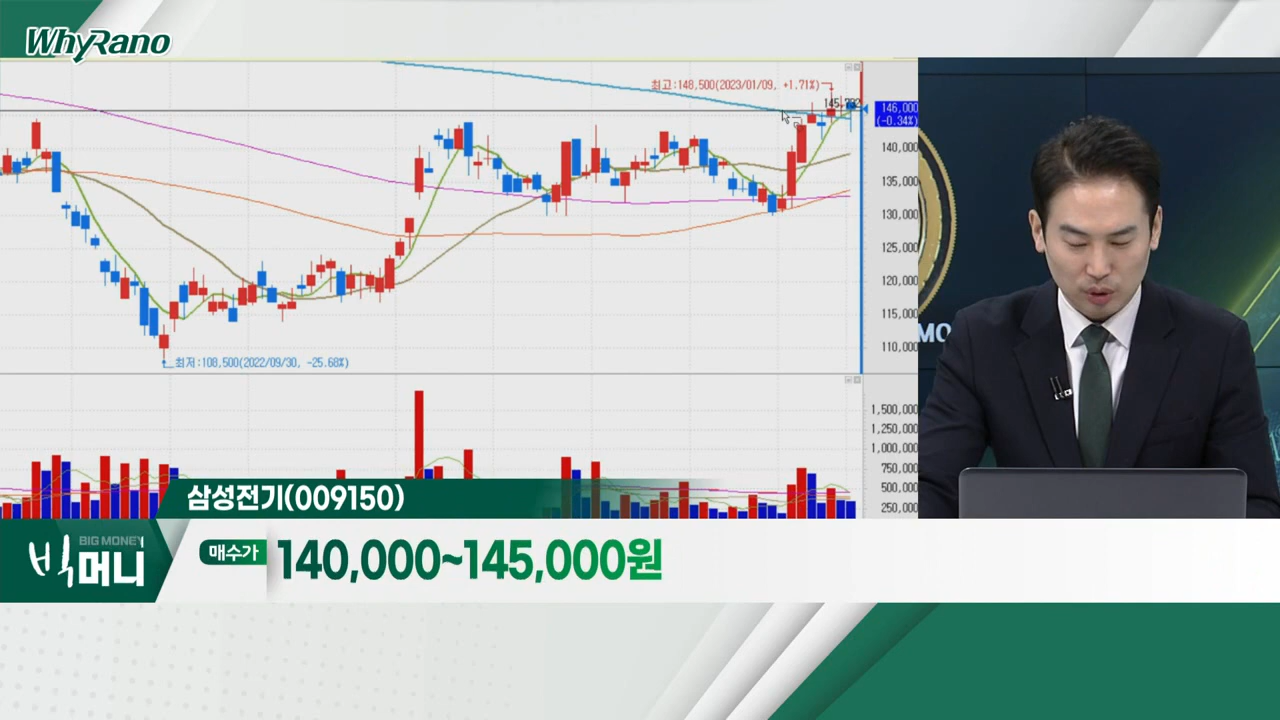 WhyRano
최고:148,500(2023/01/09, +1.71%)
145,732
146,000
(-0.34%)
140,000
135,000
130,000
125,000
120,000
115,000
110,000
최저:108,500(2022/09/30, -25.68%)
MO
1,500,000
1,250,000
1,000,000
750,000
500,000
250,000
삼성전기(009150)
BIG MONEY
빅머니
매수가
140,000~145,000원